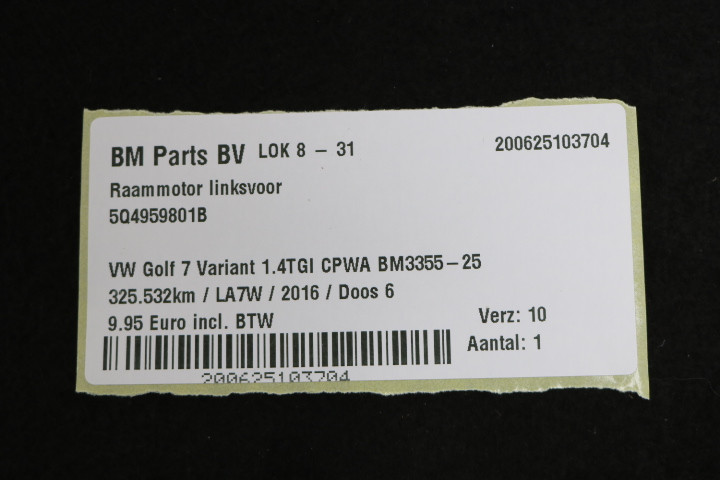 BM Parts BV LOK 8 - 31 200625103704
Raammotor linksvoor
5Q4959801B
VW Golf 7 Variant 1.4TGI CPWA BM3355-25
325.532km / LA7W / 2016 / Doos 6
9.95 Euro incl. BTW Verz: 10
Aantal: 1
200625103704